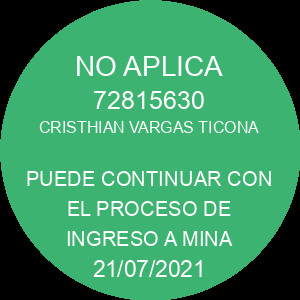 NO APLICA
72815630
CRISTHIAN VARGAS TICONA
PUEDE CONTINUAR CON
EL PROCESO DE
INGRESO A MINA
21/07/2021